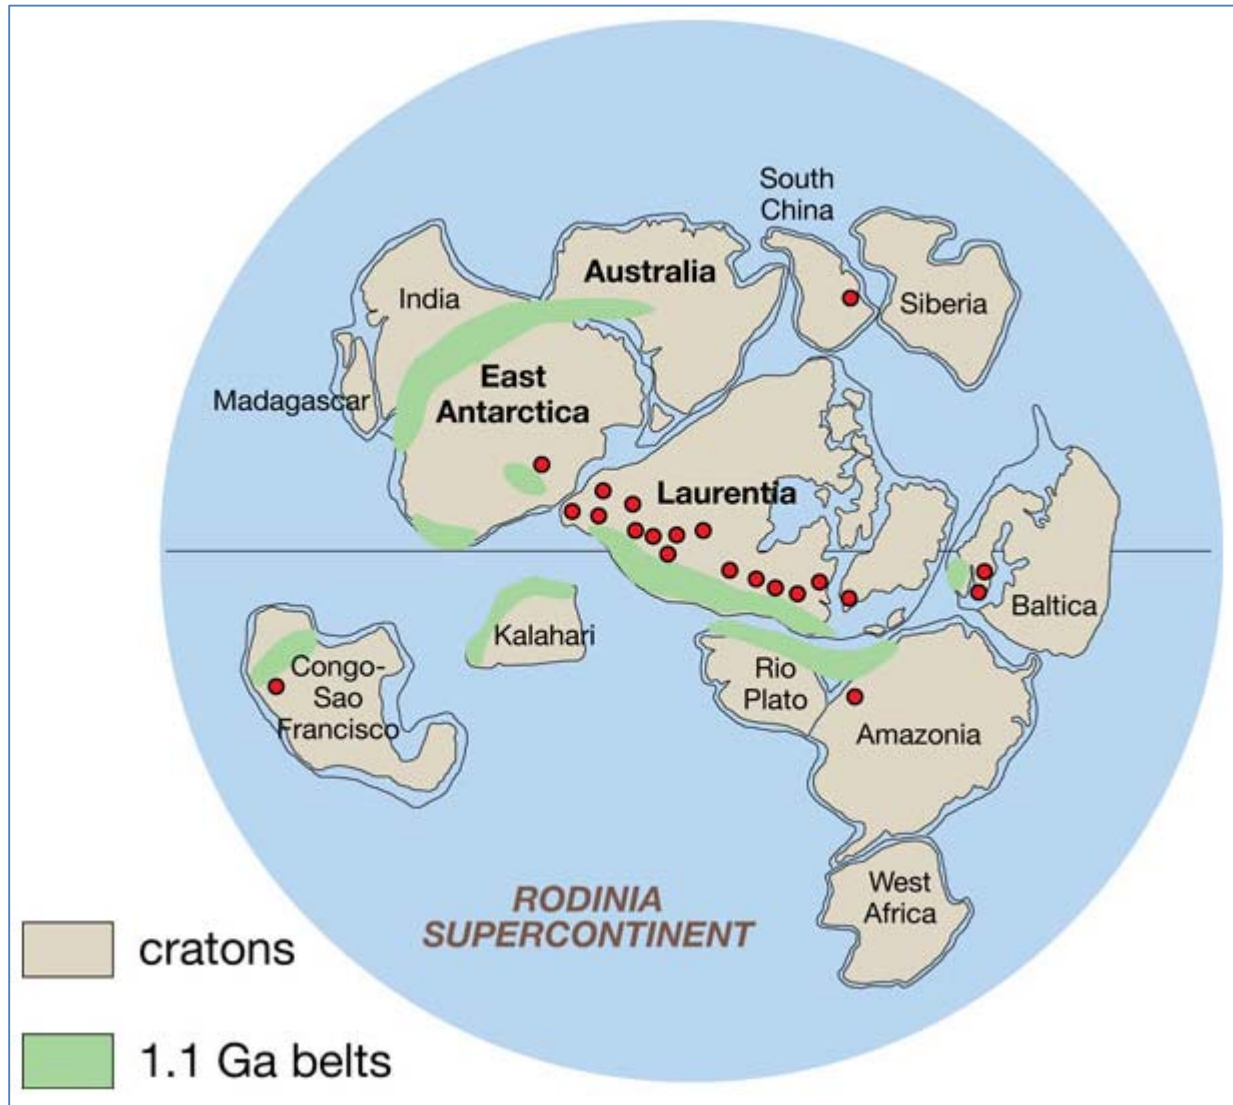 South
China
Australia
India
Siberia
East
Antarctica
Madagascar
Laurentia
Baltica
Kalahari
Congo-
Sao
Francisco
Rio
Plato
Amazonia
West
Africa
RODINIA
SUPERCONTINENT
cratons
1.1 Ga belts